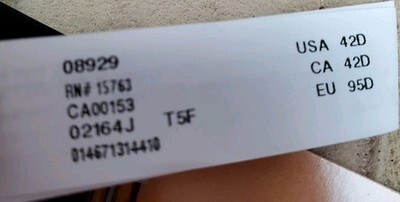 08929
RN# 15763
CA00153
02164J T5F
014671314410
USA 42D
CA 42D
EU 95D